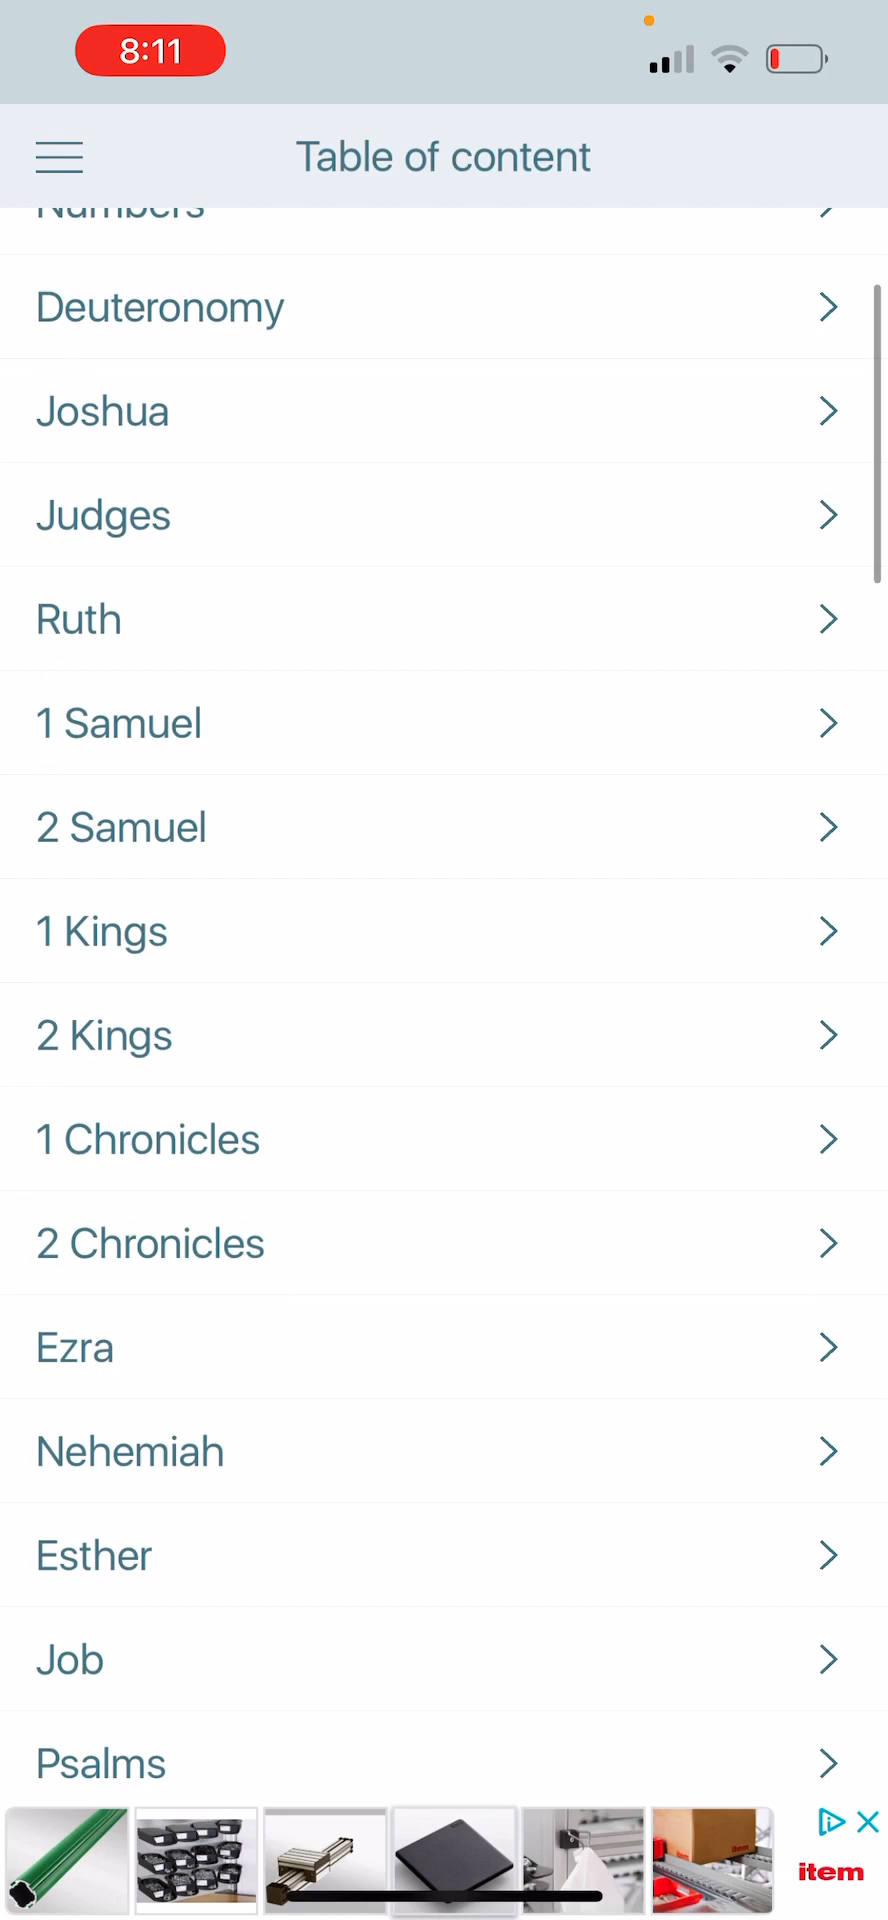 8:11
Table of content
Numbers
Deuteronomy
Joshua
Judges
Ruth
1 Samuel
2 Samuel
1 Kings
2 Kings
1 Chronicles
2 Chronicles
Ezra
Nehemiah
Esther
Job
Psalms
item